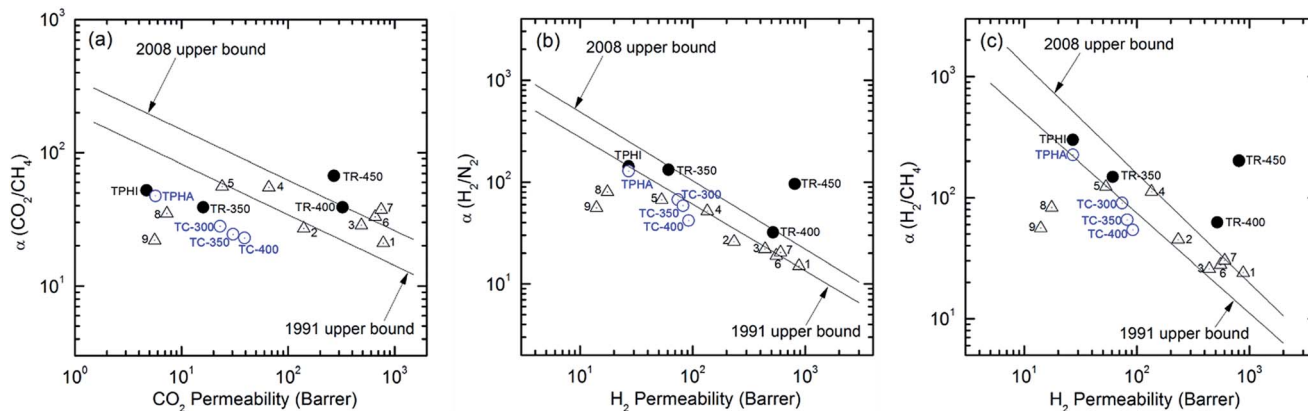 (a)
2008 upper bound
1991 upper bound
TPHI
TPHA
TR-350
TR-400
TR-450
TC-300
TC-350
TC-400
1
2
3
4
5
6
7
8
9
α (CO₂/CH₄)
10³
10²
10¹
10⁰ 10¹ 10² 10³
CO₂ Permeability (Barrer)
(b)
2008 upper bound
1991 upper bound
TPHI
TPHA
TR-350
TR-400
TR-450
TC-300
TC-350
TC-400
1
2
3
4
5
6
7
8
9
α (H₂/N₂)
10³
10²
10¹
10¹ 10² 10³
H₂ Permeability (Barrer)
(c)
2008 upper bound
1991 upper bound
TPHI
TPHA
TR-350
TR-400
TR-450
TC-300
TC-350
TC-400
1
2
3
4
5
6
7
8
9
α (H₂/CH₄)
10³
10²
10¹
10¹ 10² 10³
H₂ Permeability (Barrer)